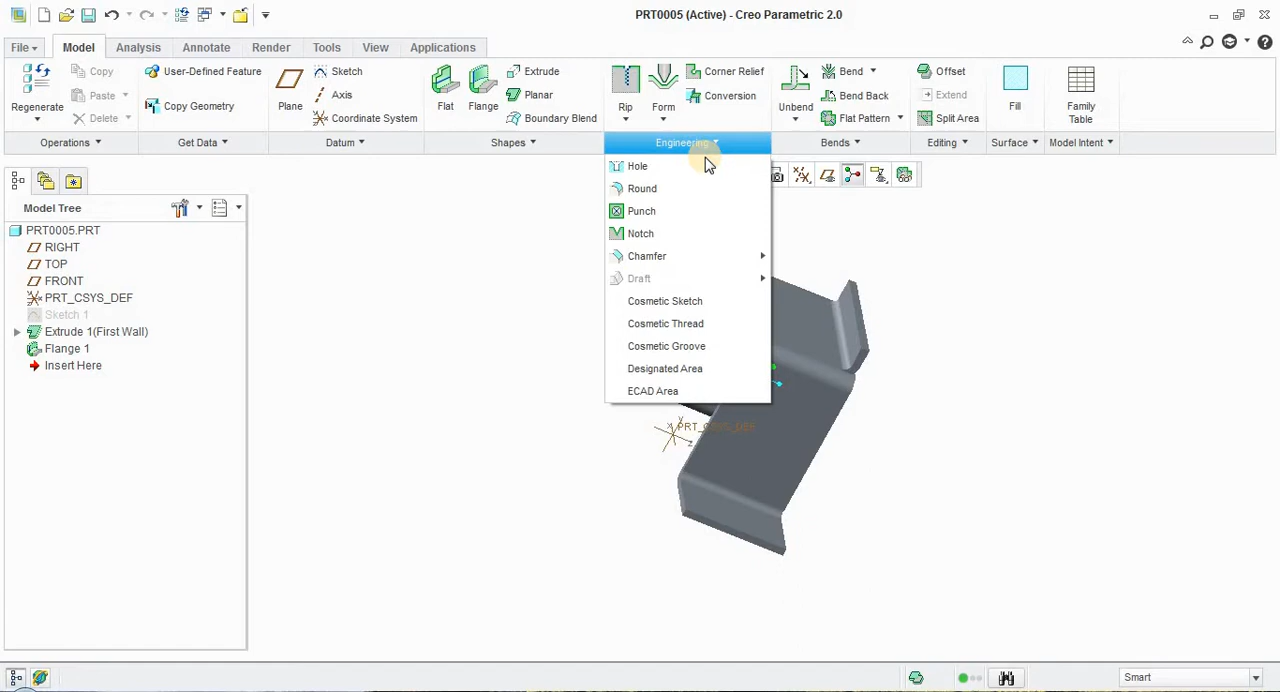 PRT0005 (Active) - Creo Parametric 2.0
File Model Analysis Annotate Render Tools View Applications
Regenerate
Copy
Paste
Delete
User-Defined Feature
Copy Geometry
Plane
Sketch
Axis
Coordinate System
Flat
Flange
Extrude
Planar
Boundary Blend
Rip
Form
Corner Relief
Conversion
Unbend
Bend
Bend Back
Flat Pattern
Offset
Extend
Split Area
Fill
Family
Table
Operations Get Data Datum Shapes Engineering Bends Editing Surface Model Intent
Hole
Round
Punch
Notch
Chamfer
Draft
Cosmetic Sketch
Cosmetic Thread
Cosmetic Groove
Designated Area
ECAD Area
Model Tree
PRT0005.PRT
RIGHT
TOP
FRONT
PRT_CSYS_DEF
Sketch 1
Extrude 1(First Wall)
Flange 1
Insert Here
X PRT_CSYS_DEF
Z
Smart